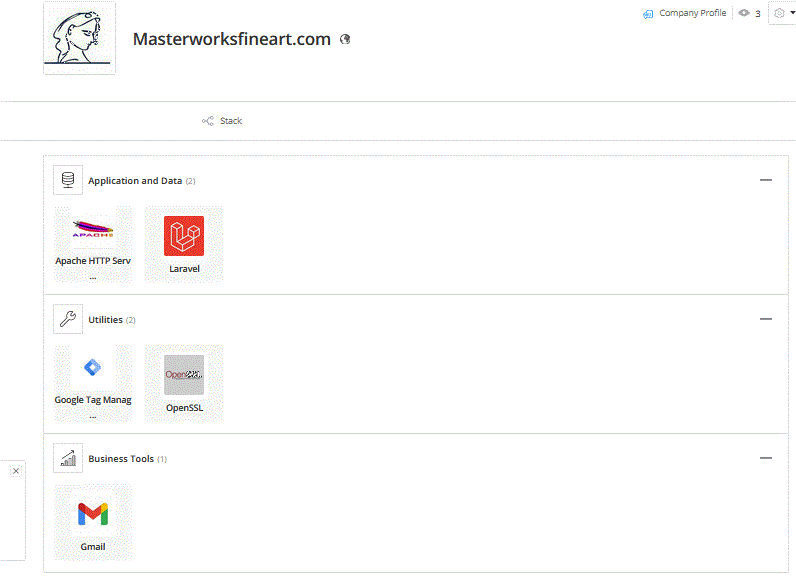 Company Profile
3
Masterworksfineart.com
Stack
Application and Data (2)
APACHE
Apache HTTP Serv
...
Laravel
Utilities (2)
Google Tag Manag
...
OpenSSL
OpenSSL
Business Tools (1)
Gmail